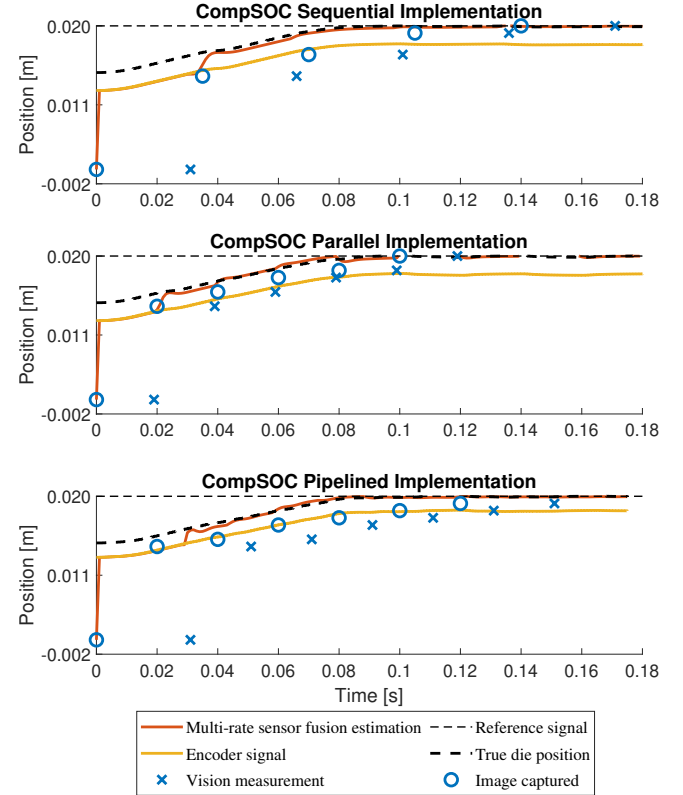 CompSOC Sequential Implementation
0.020
0.011
-0.002
Position [m]
0 0.02 0.04 0.06 0.08 0.1 0.12 0.14 0.16 0.18
CompSOC Parallel Implementation
0.020
0.011
-0.002
Position [m]
0 0.02 0.04 0.06 0.08 0.1 0.12 0.14 0.16 0.18
CompSOC Pipelined Implementation
0.020
0.011
-0.002
Position [m]
0 0.02 0.04 0.06 0.08 0.1 0.12 0.14 0.16 0.18
Time [s]
Multi-rate sensor fusion estimation
Encoder signal
Vision measurement
Reference signal
True die position
Image captured